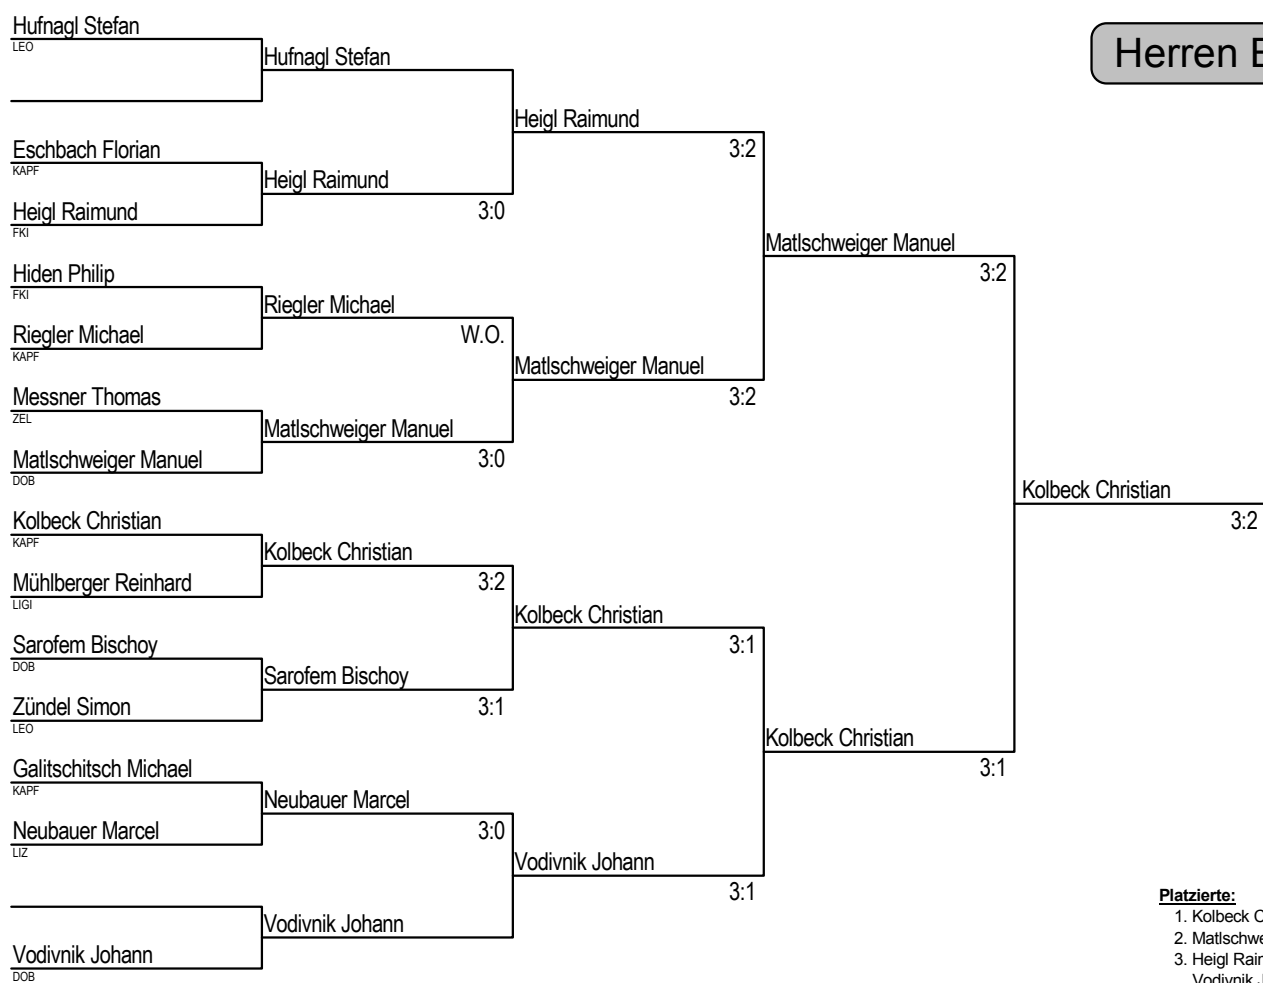 Hufnagl Stefan
LEO
Hufnagl Stefan
Herren
Heigl Raimund
3:2
Eschbach Florian
KAPF
Heigl Raimund
3:0
Heigl Raimund
FKI
Matlschweiger Manuel
3:2
Hiden Philip
FKI
Riegler Michael
W.O.
Riegler Michael
KAPF
Matlschweiger Manuel
3:2
Messner Thomas
ZEL
Matlschweiger Manuel
3:0
Matlschweiger Manuel
DOB
Kolbeck Christian
3:2
Kolbeck Christian
KAPF
Kolbeck Christian
3:2
Mühlberger Reinhard
LIGI
Kolbeck Christian
3:1
Sarofem Bischoy
DOB
Sarofem Bischoy
3:1
Zündel Simon
LEO
Kolbeck Christian
3:1
Galitschitsch Michael
KAPF
Neubauer Marcel
3:0
Neubauer Marcel
LIZ
Vodivnik Johann
3:1
Vodivnik Johann
Vodivnik Johann
DOB
Platzierte:
1. Kolbeck
2. Matlschwe
3. Heigl Rai
Vodivnik